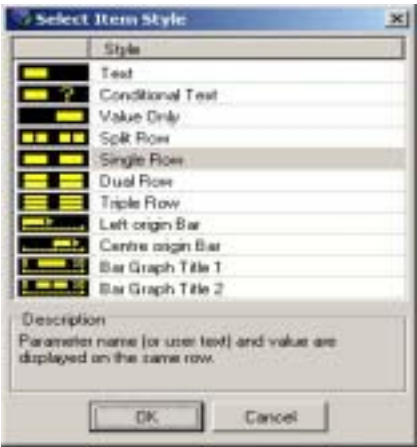 Select Item Style
Style
Text
Conditional Text
Value Only
Split Row
Single Row
Dual Row
Triple Row
Left origin Bar
Centre origin Bar
Bar Graph Title 1
Bar Graph Title 2
Description
Parameter name (or user text) and value are
displayed on the same row.
OK
Cancel